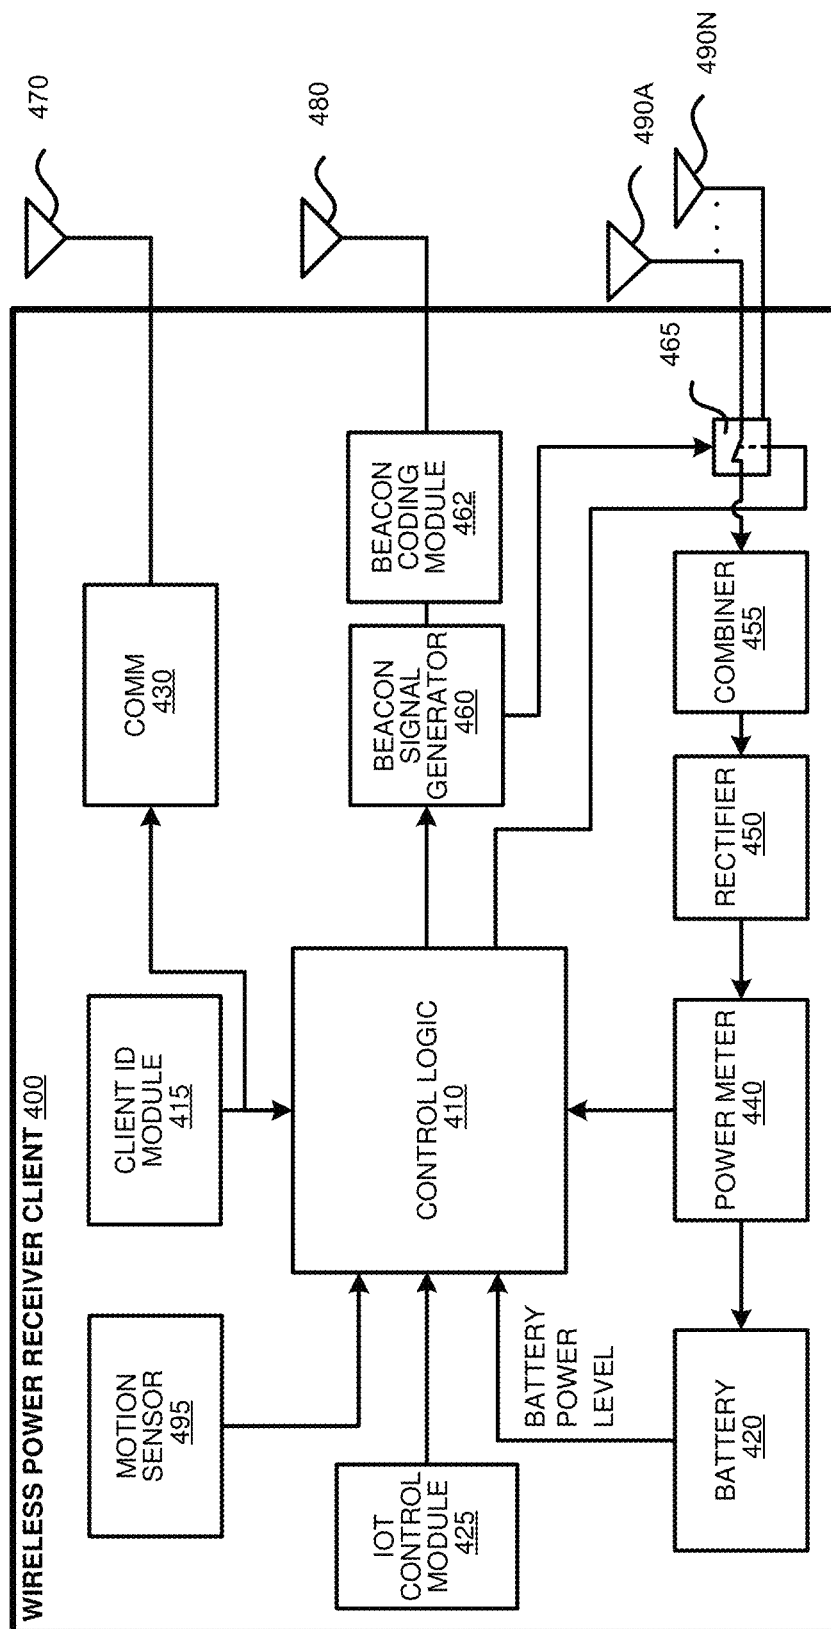 WIRELESS POWER RECEIVER CLIENT 400
MOTION
SENSOR
495
CLIENT ID
MODULE
415
COMM
430
470
IOT
CONTROL
MODULE
425
CONTROL LOGIC
410
BEACON
SIGNAL
GENERATOR
460
BEACON
CODING
MODULE
462
480
BATTERY
POWER
LEVEL
BATTERY
420
POWER METER
440
RECTIFIER
450
COMBINER
455
465
490A
. . .
490N